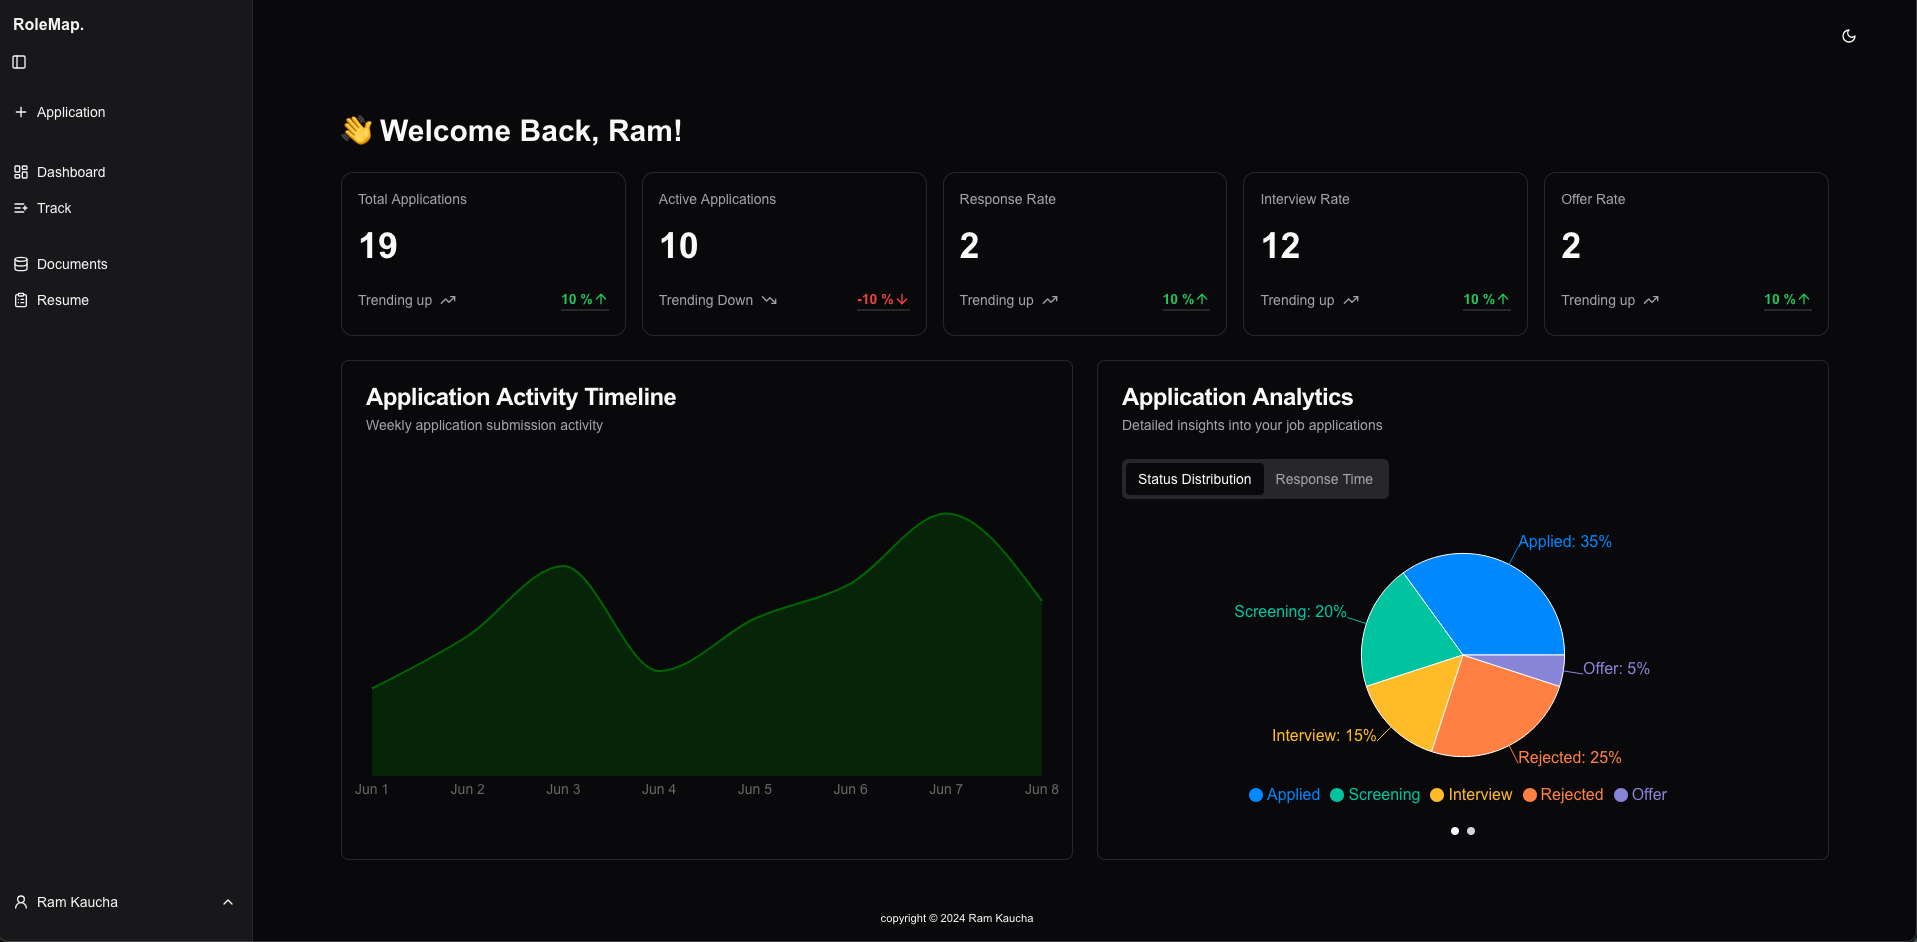 RoleMap.
Application
Dashboard
Track
Documents
Resume
Ram Kaucha
👋 Welcome Back, Ram!
Total Applications
19
Trending up 10 %
Active Applications
10
Trending Down -10 %
Response Rate
2
Trending up 10 %
Interview Rate
12
Trending up 10 %
Offer Rate
2
Trending up 10 %
Application Activity Timeline
Weekly application submission activity
Jun 1 Jun 2 Jun 3 Jun 4 Jun 5 Jun 6 Jun 7 Jun 8
Application Analytics
Detailed insights into your job applications
Status Distribution Response Time
Applied: 35%
Screening: 20%
Offer: 5%
Interview: 15%
Rejected: 25%
Applied Screening Interview Rejected Offer
copyright © 2024 Ram Kaucha